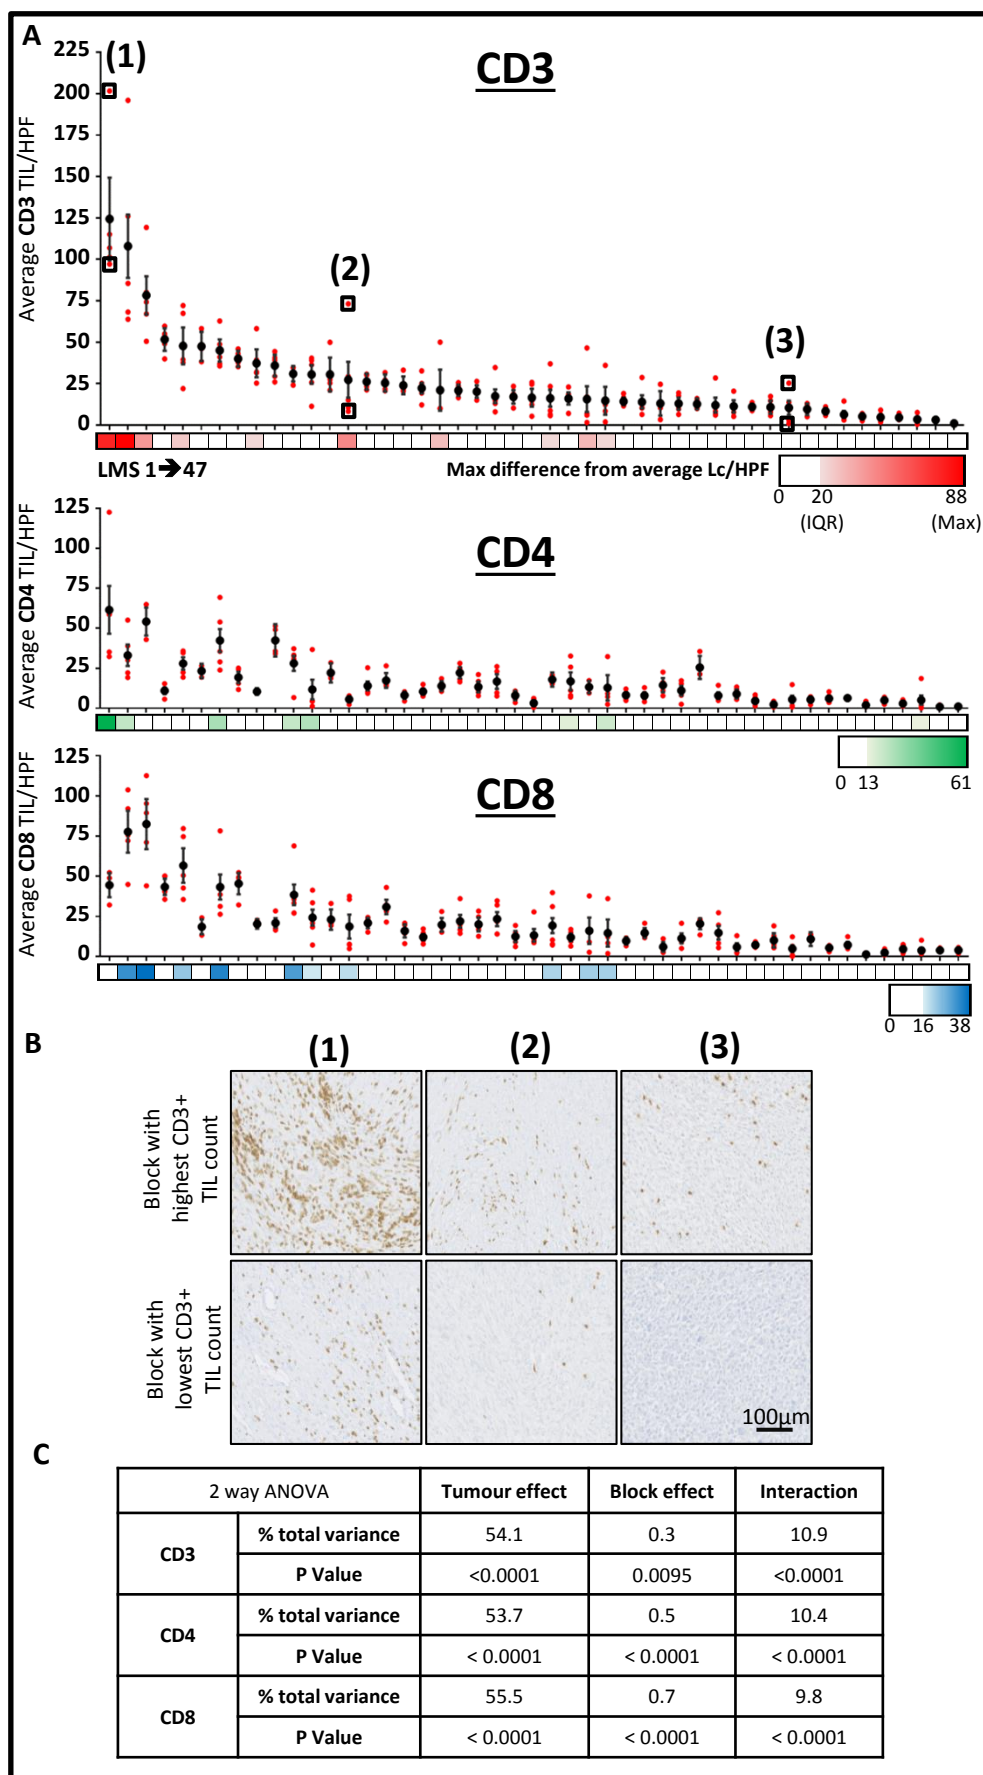 A
(1)
CD3
Average CD3 TIL/HPF
225
200
175
150
125
100
75
50
25
0
(2)
(3)
LMS 1➔47
Max difference from average Lc/HPF
0 20 88
(IQR) (Max)
CD4
Average CD4 TIL/HPF
125
100
75
50
25
0
0 13 61
CD8
Average CD8 TIL/HPF
125
100
75
50
25
0
0 16 38
B
(1) (2) (3)
Block with
highest CD3+
TIL count
Block with
lowest CD3+
TIL count
100µm
C
2 way ANOVA Tumour effect Block effect Interaction
CD3 % total variance 54.1 0.3 10.9
P Value <0.0001 0.0095 <0.0001
CD4 % total variance 53.7 0.5 10.4
P Value < 0.0001 < 0.0001 < 0.0001
CD8 % total variance 55.5 0.7 9.8
P Value < 0.0001 < 0.0001 < 0.0001